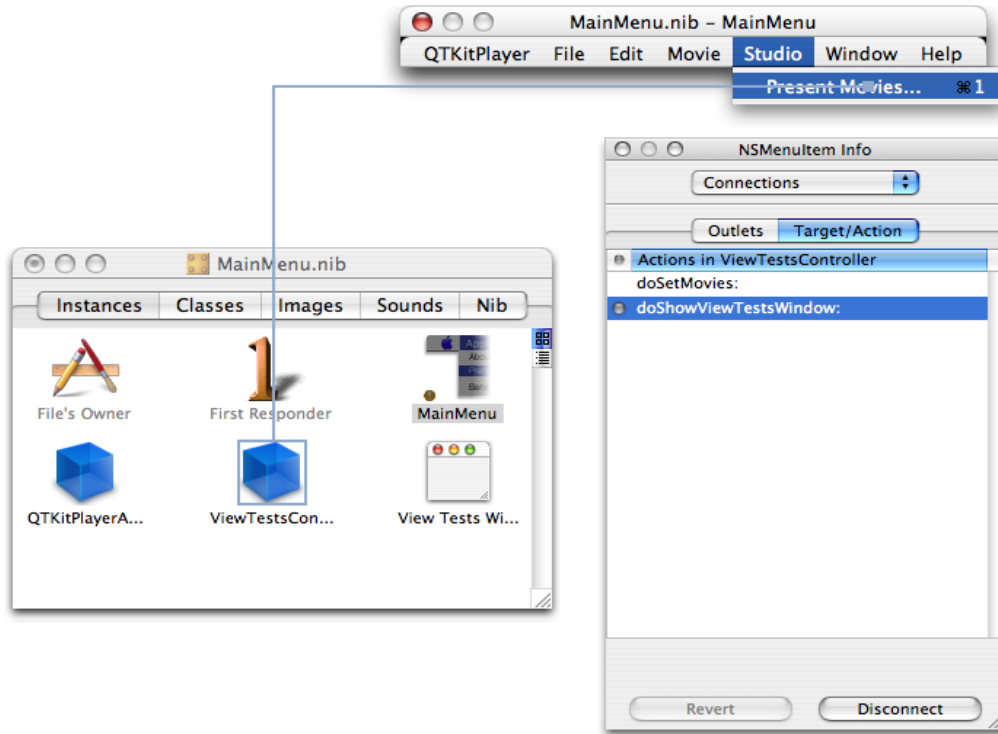 MainMenu.nib – MainMenu
QTKitPlayer File Edit Movie Studio Window Help
Present Movies... ⌘1
NSMenuItem Info
Connections
Outlets Target/Action
Actions in ViewTestsController
doSetMovies:
doShowViewTestsWindow:
Revert Disconnect
MainMenu.nib
Instances Classes Images Sounds Nib
File's Owner First Responder MainMenu
QTKitPlayerA... ViewTestsCon... View Tests Wi...